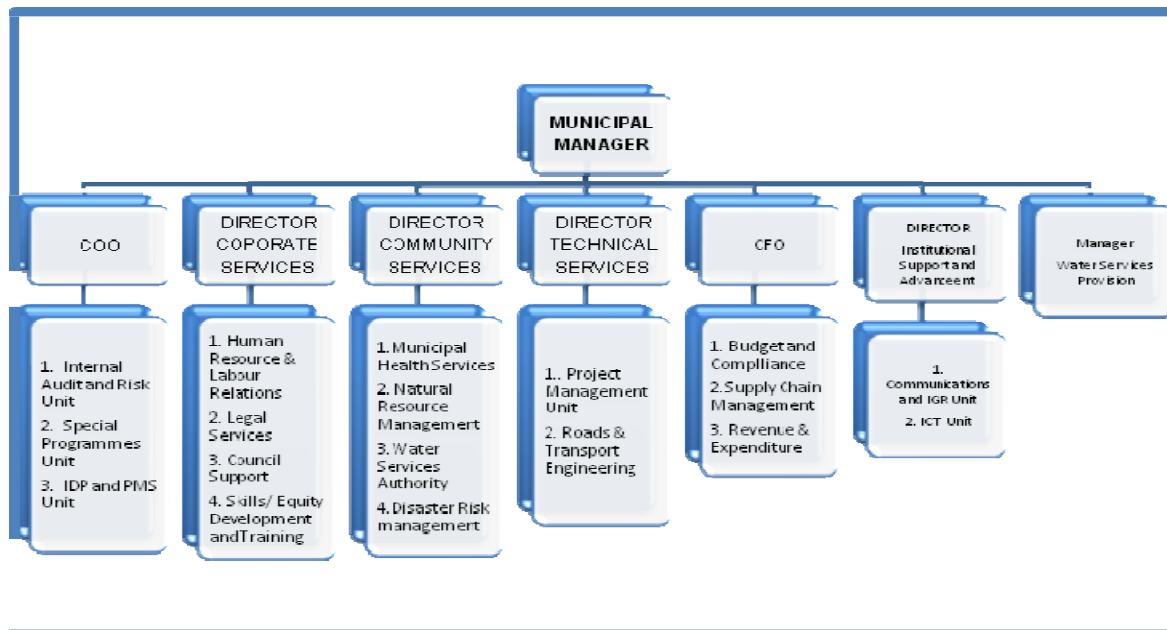 MUNICIPAL
MANAGER
COO
DIRECTOR
COPORATE
SERVICES
DIRECTOR
COMMUNITY
SERVICES
DIRECTOR
TECHNICAL
SERVICES
CFO
DIRECTOR
Institutional
Support and
Advanceent
Manager
Water Services
Provision
1. Internal
Audit and Risk
Unit
2. Special
Programmes
Unit
3. IDP and PMS
Unit
1. Human
Resource &
Labour
Relations
2. Legal
Services
3. Council
Support
4. Skills/ Equity
Development
and Training
1. Municipal
Health Services
2. Natural
Resource
Management
3. Water
Services
Authority
4. Disaster Risk
management
1.. Project
Management
Unit
2. Roads &
Transport
Engineering
1. Budget and
Complliance
2. Supply Chain
Management
3. Revenue &
Expenditure
1.
Communications
and IGR Unit
2. ICT Unit